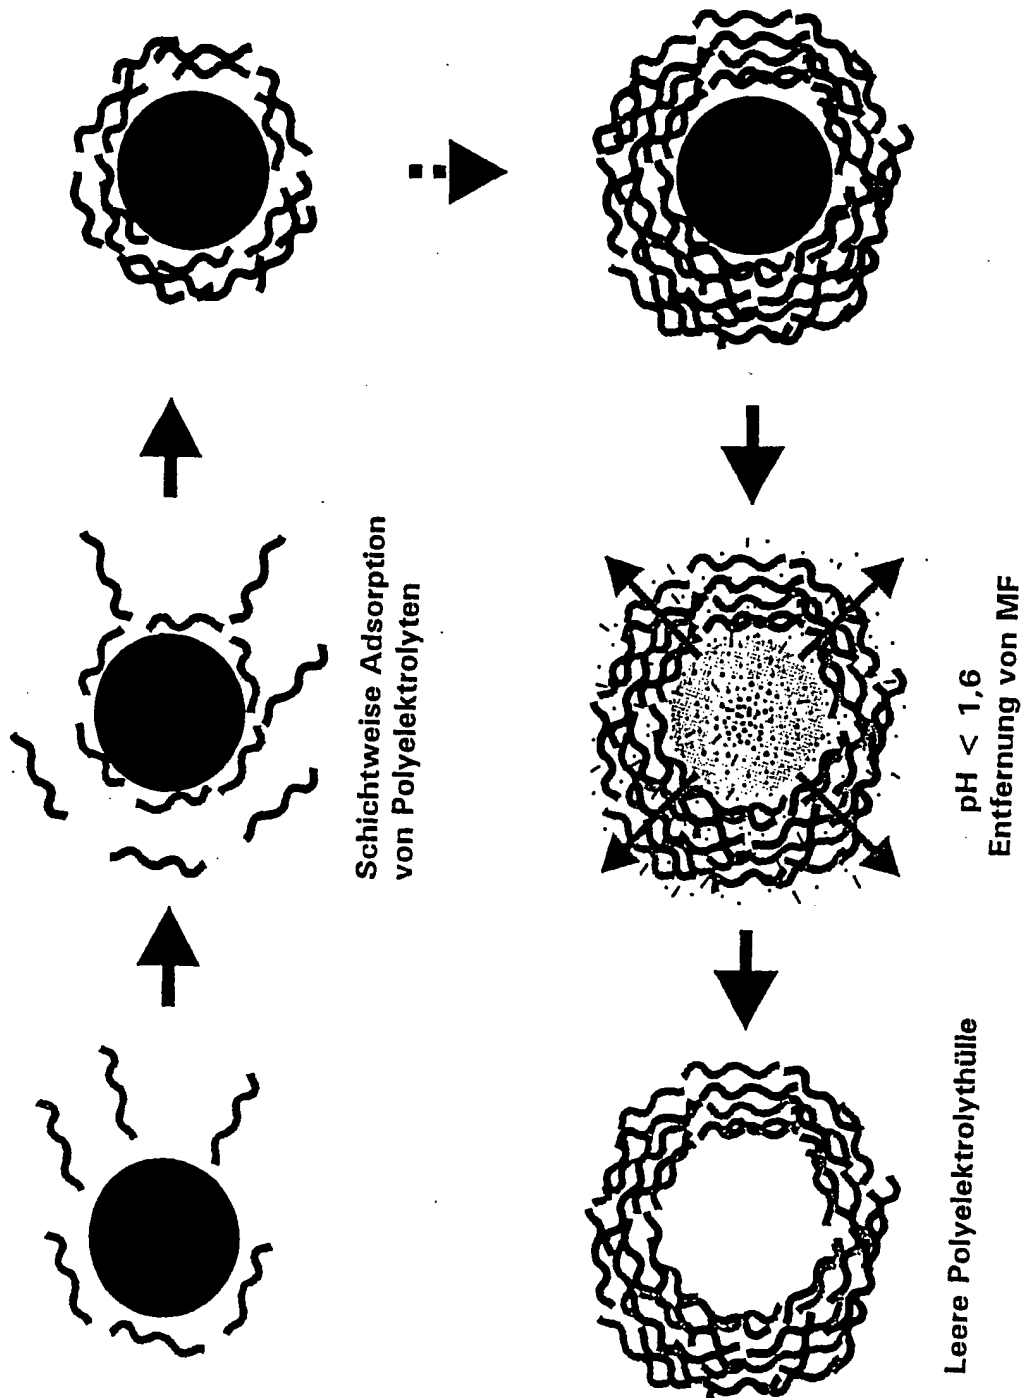 Schichtweise Adsorption
von Polyelektrolyten
Leere Polyelektrolythülle
pH < 1,6
Entfernung von MF